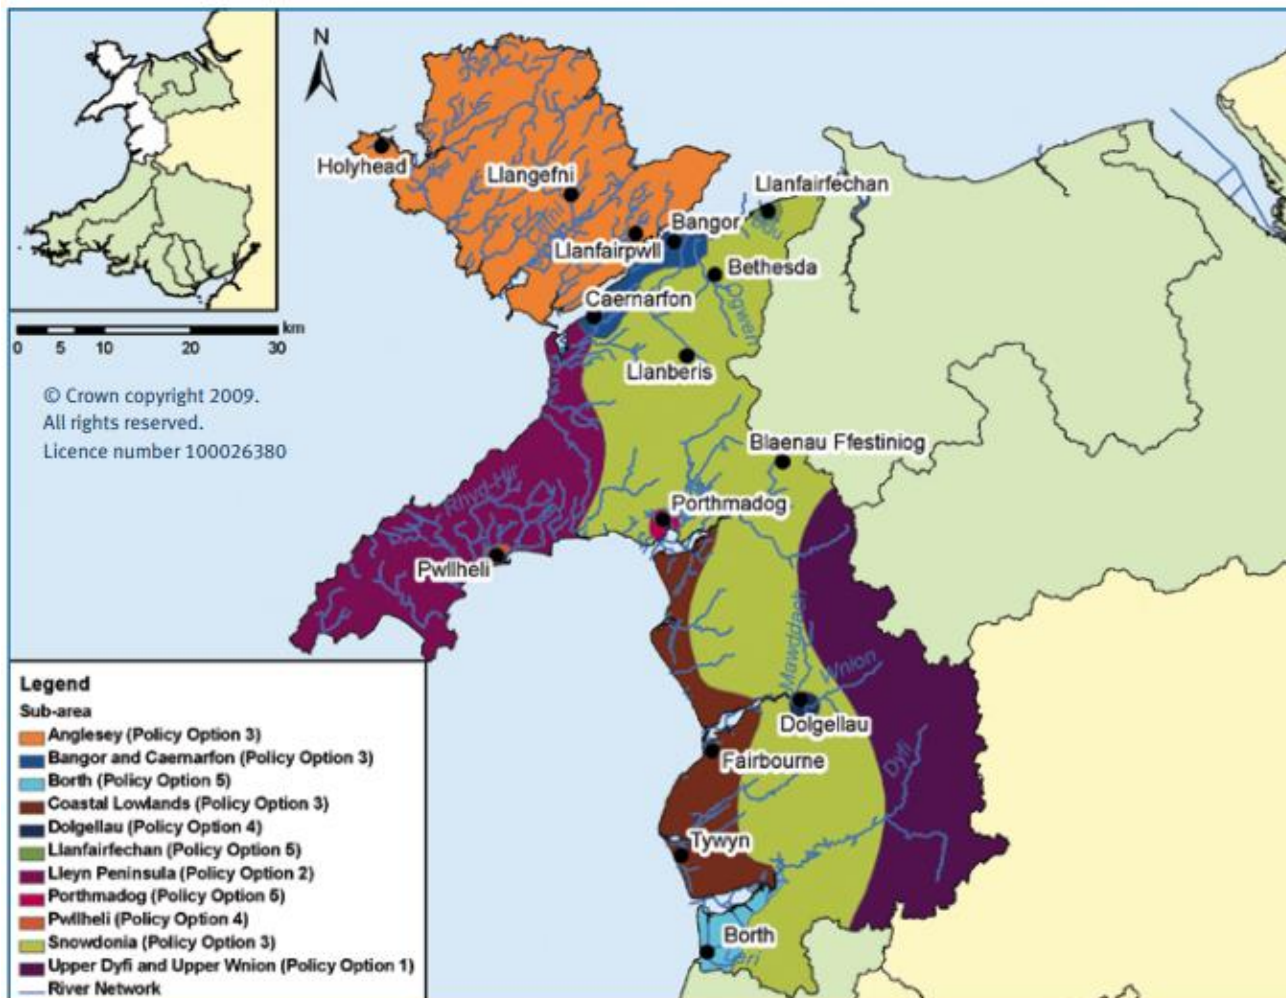 N
Holyhead
Llangefni
Llanfairfechan
Bangor
Llanfairpwll
Bethesda
Caernarfon
Ogwen
km
0 5 10 20 30
Llanberis
© Crown copyright 2009.
All rights reserved.
Licence number 100026380
Blaenau Ffestiniog
Rhyd-Hir
Porthmadog
Pwllheli
Mawddach
Wnion
Dolgellau
Fairbourne
Dyfi
Tywyn
Borth
Leri
Legend
Sub-area
Anglesey (Policy Option 3)
Bangor and Caernarfon (Policy Option 3)
Borth (Policy Option 5)
Coastal Lowlands (Policy Option 3)
Dolgellau (Policy Option 4)
Llanfairfechan (Policy Option 5)
Lleyn Peninsula (Policy Option 2)
Porthmadog (Policy Option 5)
Pwllheli (Policy Option 4)
Snowdonia (Policy Option 3)
Upper Dyfi and Upper Wnion (Policy Option 1)
River Network